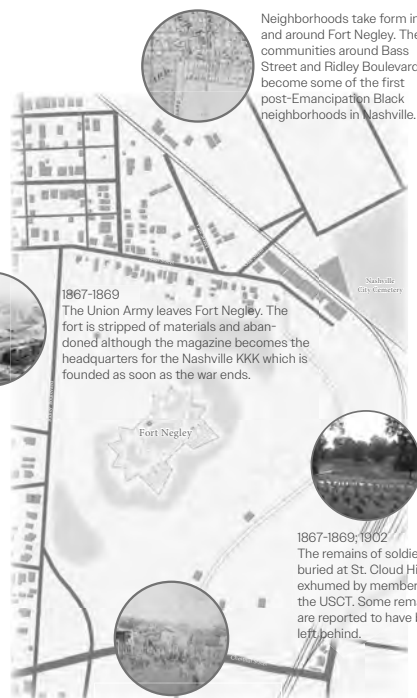 Neighborhoods take form in
and around Fort Negley. The
communities around Bass
Street and Ridley Boulevard
become some of the first
post-Emancipation Black
neighborhoods in Nashville.
Nashville
City Cemetery
1867-1869
The Union Army leaves Fort Negley. The
fort is stripped of materials and aban-
doned although the magazine becomes the
headquarters for the Nashville KKK which is
founded as soon as the war ends.
Fort Negley
1867-1869; 1902
The remains of soldie
buried at St. Cloud Hi
exhumed by member
the USCT. Some rema
are reported to have b
left behind.